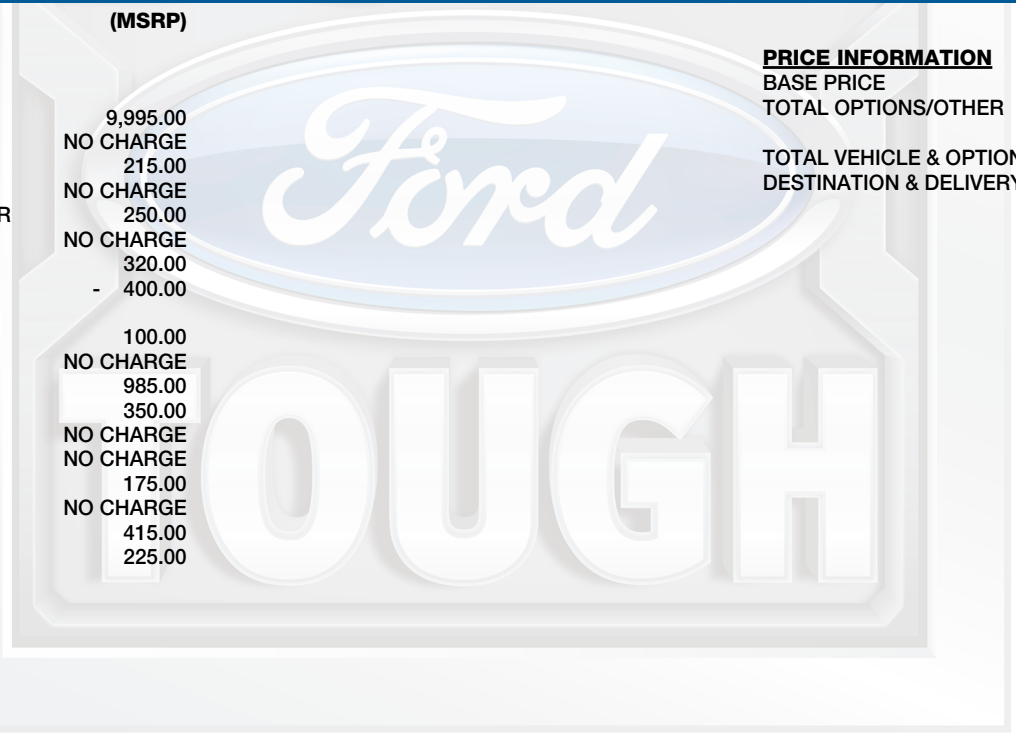 (MSRP)
9,995.00
NO CHARGE
215.00
NO CHARGE
R 250.00
NO CHARGE
320.00
- 400.00
100.00
NO CHARGE
985.00
350.00
NO CHARGE
NO CHARGE
175.00
NO CHARGE
415.00
225.00
PRICE INFORMATION
BASE PRICE
TOTAL OPTIONS/OTHER
TOTAL VEHICLE & OPTION
DESTINATION & DELIVERY
Ford
TOUGH